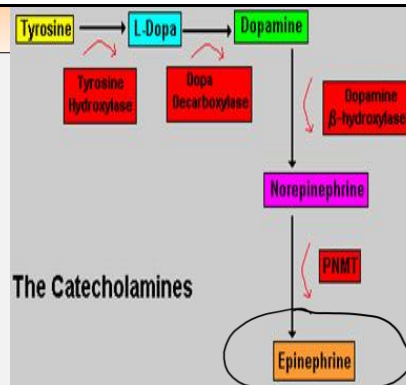 Tyrosine
L-Dopa
Dopamine
Tyrosine
Hydroxylase
Dopa
Decarboxylase
Dopamine
β-hydroxylase
Norepinephrine
PNMT
The Catecholamines
Epinephrine